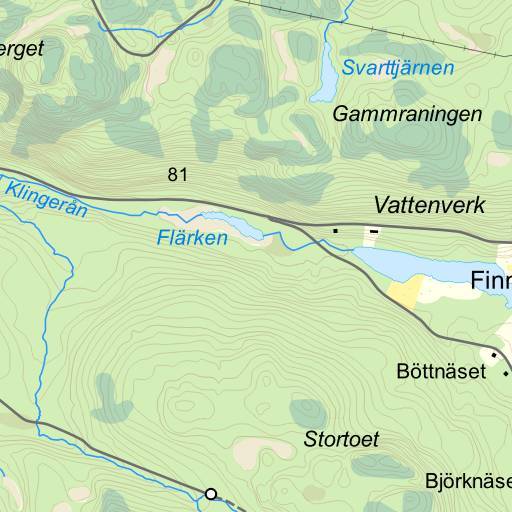 erget
Svarttjärnen
Gammraningen
81
Klingerån
Vattenverk
Flärken
Finn
Böttnäset
Stortoet
Björknäse